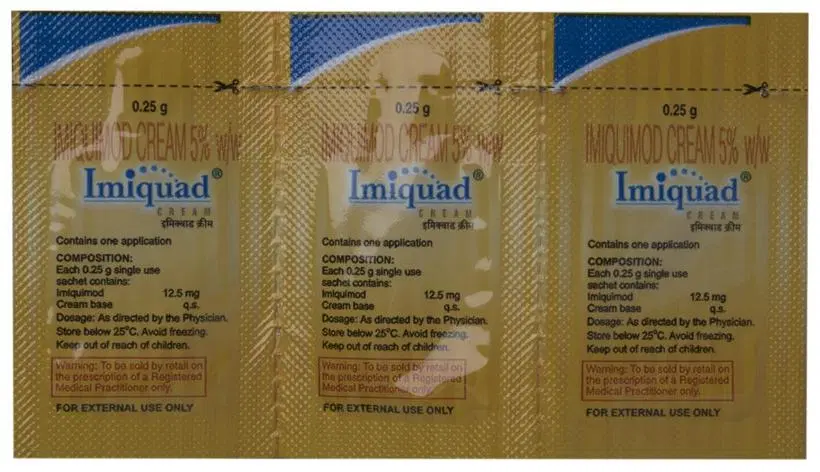 0.25 g
IMIQUIMOD CREAM 5% w/w
Imiquad®
CREAM
इमिक्वाड क्रीम
Contains one application
COMPOSITION:
Each 0.25 g single use
sachet contains:
Imiquimod 12.5 mg
Cream base q.s.
Dosage: As directed by the Physician.
Store below 25°C. Avoid freezing.
Keep out of reach of children.
Warning: To be sold by retail on
the prescription of a Registered
Medical Practitioner only.
FOR EXTERNAL USE ONLY
0.25 g
IMIQUIMOD CREAM 5% w/w
Imiquad®
CREAM
इमिक्वाड क्रीम
Contains one application
COMPOSITION:
Each 0.25 g single use
sachet contains:
Imiquimod 12.5 mg
Cream base q.s.
Dosage: As directed by the Physician.
Store below 25°C. Avoid freezing.
Keep out of reach of children.
Warning: To be sold by retail on
the prescription of a Registered
Medical Practitioner only.
FOR EXTERNAL USE ONLY
0.25 g
IMIQUIMOD CREAM 5% w/w
Imiquad®
CREAM
इमिक्वाड क्रीम
Contains one application
COMPOSITION:
Each 0.25 g single use
sachet contains:
Imiquimod 12.5 mg
Cream base q.s.
Dosage: As directed by the Physician.
Store below 25°C. Avoid freezing.
Keep out of reach of children.
Warning: To be sold by retail on
the prescription of a Registered
Medical Practitioner only.
FOR EXTERNAL USE ONLY